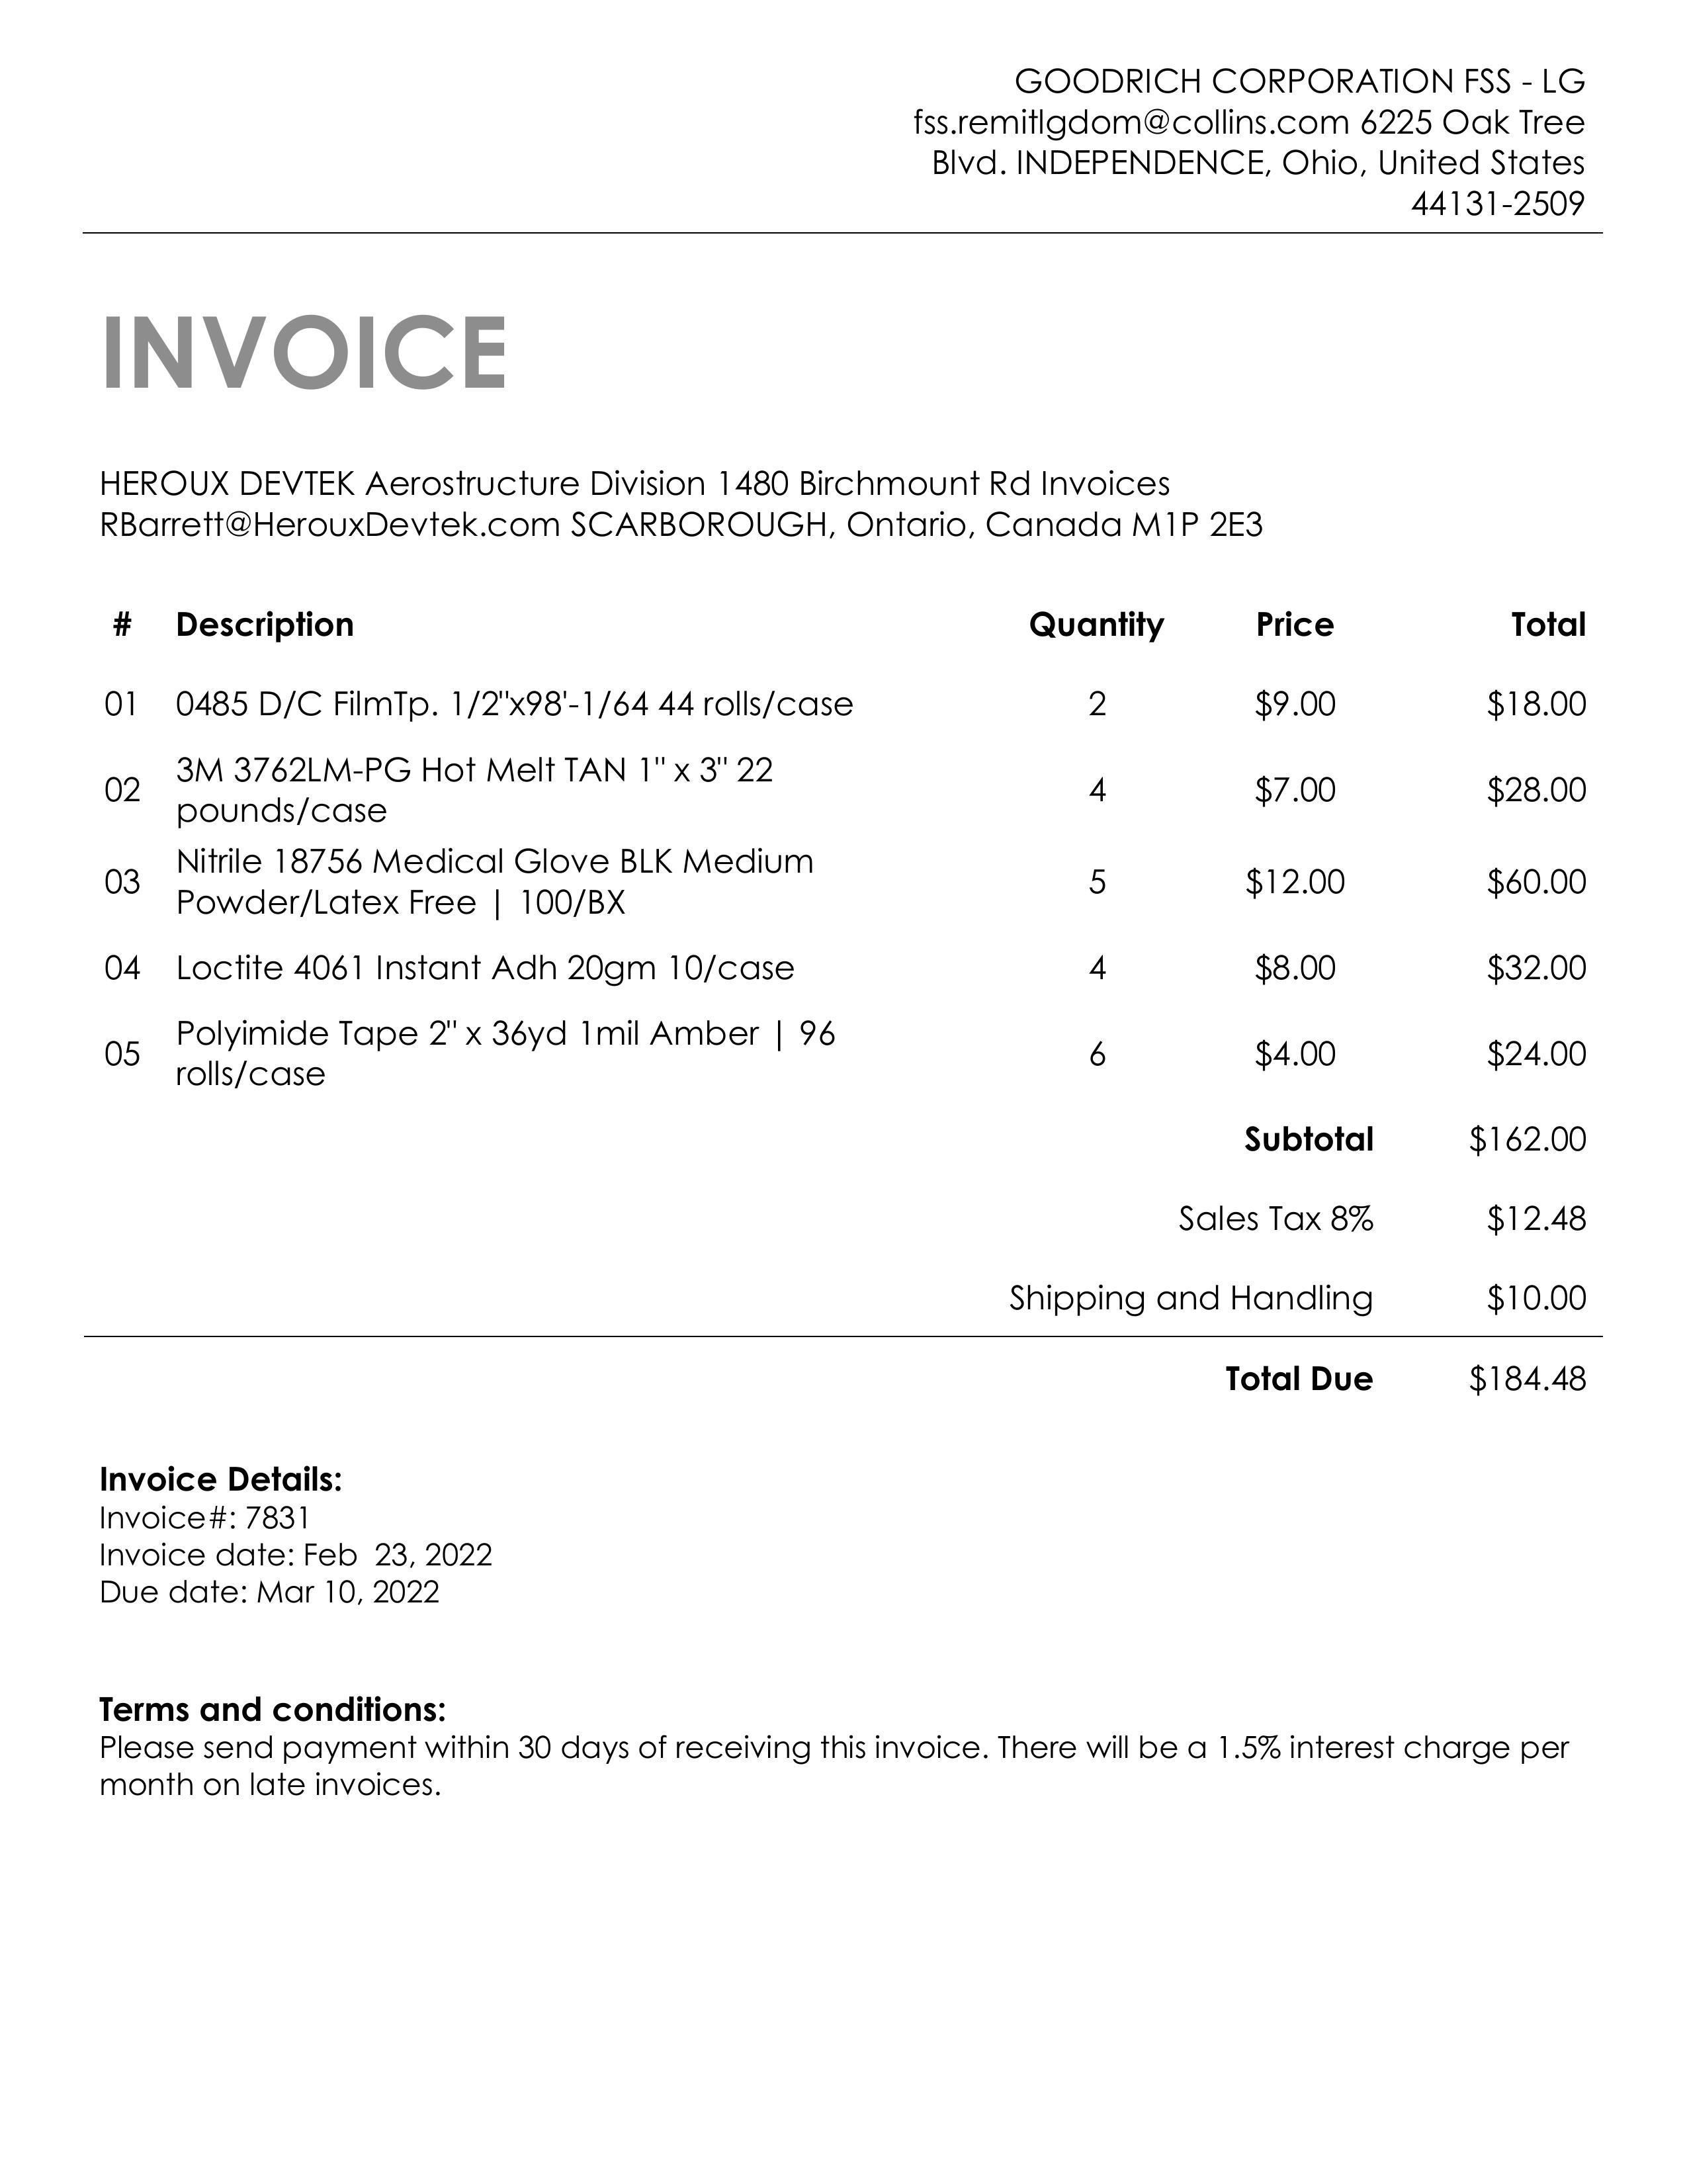 GOODRICH CORPORATION FSS - LG
fss.remitlgdom@collins.com 6225 Oak Tree
Blvd. INDEPENDENCE, Ohio, United States
44131-2509
INVOICE
HEROUX DEVTEK Aerostructure Division 1480 Birchmount Rd Invoices
RBarrett@HerouxDevtek.com SCARBOROUGH, Ontario, Canada M1P 2E3
# Description Quantity Price Total
01 0485 D/C FilmTp. 1/2"x98'-1/64 44 rolls/case 2 $9.00 $18.00
02 3M 3762LM-PG Hot Melt TAN 1" x 3" 22
pounds/case 4 $7.00 $28.00
03 Nitrile 18756 Medical Glove BLK Medium
Powder/Latex Free | 100/BX 5 $12.00 $60.00
04 Loctite 4061 Instant Adh 20gm 10/case 4 $8.00 $32.00
05 Polyimide Tape 2" x 36yd 1mil Amber | 96
rolls/case 6 $4.00 $24.00
Subtotal $162.00
Sales Tax 8% $12.48
Shipping and Handling $10.00
Total Due $184.48
Invoice Details:
Invoice#: 7831
Invoice date: Feb  23, 2022
Due date: Mar 10, 2022
Terms and conditions:
Please send payment within 30 days of receiving this invoice. There will be a 1.5% interest charge per
month on late invoices.